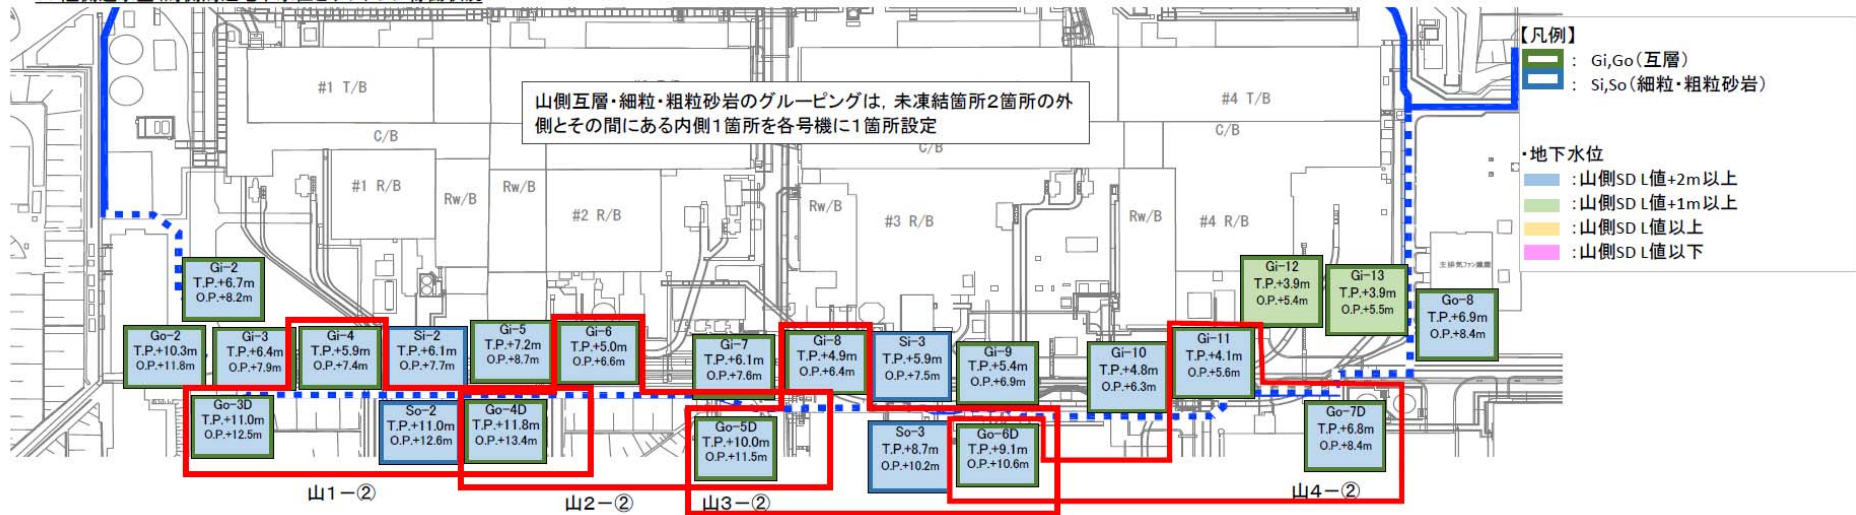 #1 T/B
#4 T/B
山側互層・細粒・粗粒砂岩のグルーピングは，未凍結箇所2箇所の外
側とその間にある内側1箇所を各号機に1箇所設定
C/B
C/B
C/B
#1 R/B
Rw/B
Rw/B
#2 R/B
Rw/B
#3 R/B
Rw/B
#4 R/B
【凡例】
： Gi,Go（互層）
： Si,So（細粒・粗粒砂岩）
・地下水位
：山側SD L値+2m以上
：山側SD L値+1m以上
：山側SD L値以上
：山側SD L値以下
主排気ファン建屋
Gi-2
T.P.+6.7m
O.P.+8.2m
Go-2
T.P.+10.3m
O.P.+11.8m
Gi-3
T.P.+6.4m
O.P.+7.9m
Gi-4
T.P.+5.9m
O.P.+7.4m
Si-2
T.P.+6.1m
O.P.+7.7m
Gi-5
T.P.+7.2m
O.P.+8.7m
Gi-6
T.P.+5.0m
O.P.+6.6m
Gi-7
T.P.+6.1m
O.P.+7.6m
Gi-8
T.P.+4.9m
O.P.+6.4m
Si-3
T.P.+5.9m
O.P.+7.5m
Gi-9
T.P.+5.4m
O.P.+6.9m
Gi-10
T.P.+4.8m
O.P.+6.3m
Gi-11
T.P.+4.1m
O.P.+5.6m
Gi-12
T.P.+3.9m
O.P.+5.4m
Gi-13
T.P.+3.9m
O.P.+5.5m
Go-8
T.P.+6.9m
O.P.+8.4m
Go-3D
T.P.+11.0m
O.P.+12.5m
So-2
T.P.+11.0m
O.P.+12.6m
Go-4D
T.P.+11.8m
O.P.+13.4m
Go-5D
T.P.+10.0m
O.P.+11.5m
So-3
T.P.+8.7m
O.P.+10.2m
Go-6D
T.P.+9.1m
O.P.+10.6m
Go-7D
T.P.+6.8m
O.P.+8.4m
山1－②
山2－②
山3－②
山4－②